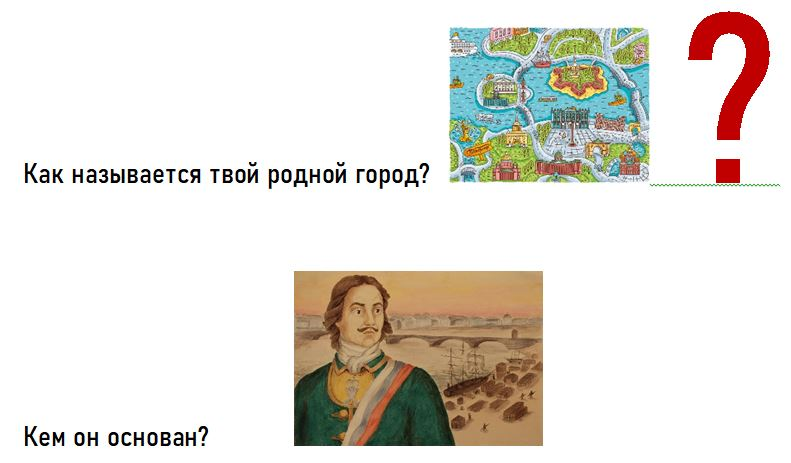 ?
Как называется твой родной город?
Кем он основан?